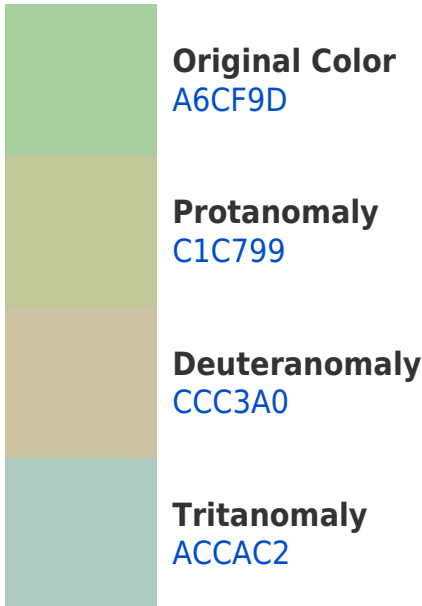 Original Color
A6CF9D
Protanomaly
C1C799
Deuteranomaly
CCC3A0
Tritanomaly
ACCAC2